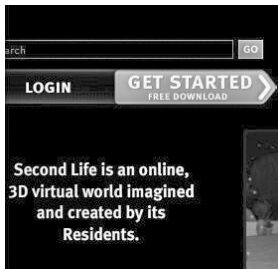 arch GO
LOGIN GET STARTED
FREE DOWNLOAD
Second Life is an online,
3D virtual world imagined
and created by its
Residents.